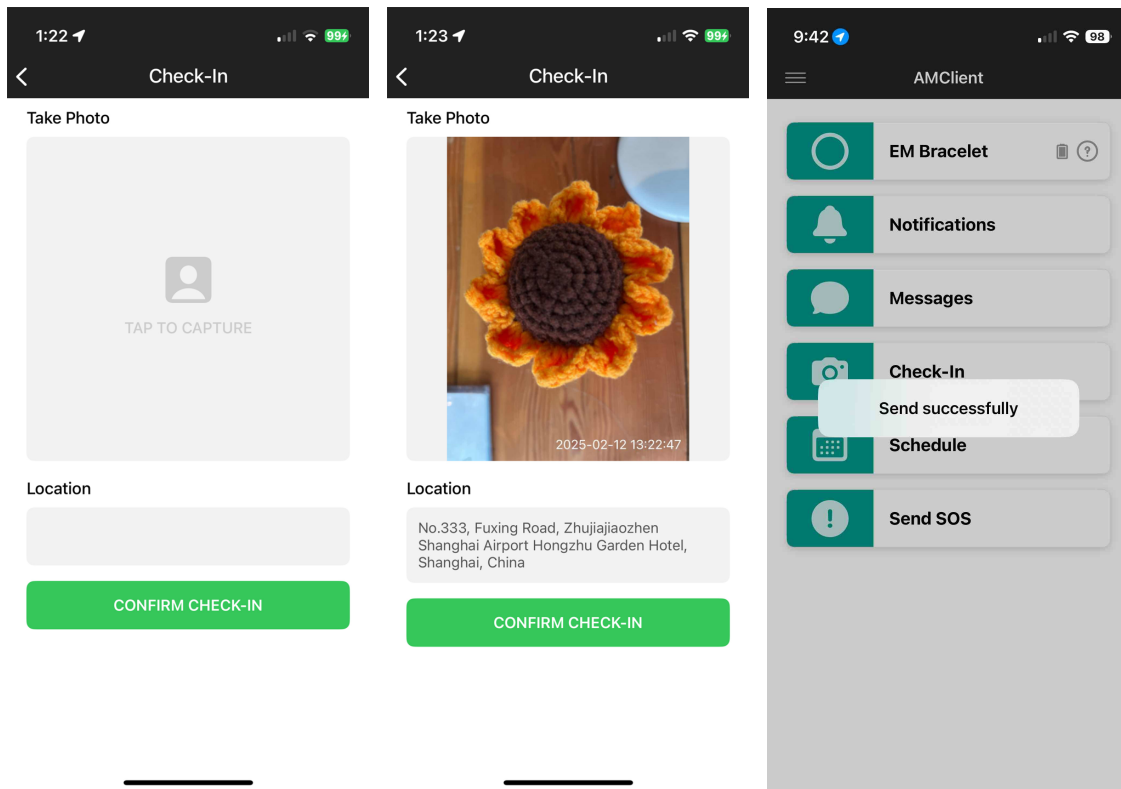 1:22
99
Check-In
Take Photo
TAP TO CAPTURE
Location
CONFIRM CHECK-IN
1:23
99
Check-In
Take Photo
2025-02-12 13:22:47
Location
No.333, Fuxing Road, Zhujiajiaozhen
Shanghai Airport Hongzhu Garden Hotel,
Shanghai, China
CONFIRM CHECK-IN
9:42
98
AMClient
EM Bracelet
?
Notifications
Messages
Check-In
Send successfully
Schedule
!
Send SOS